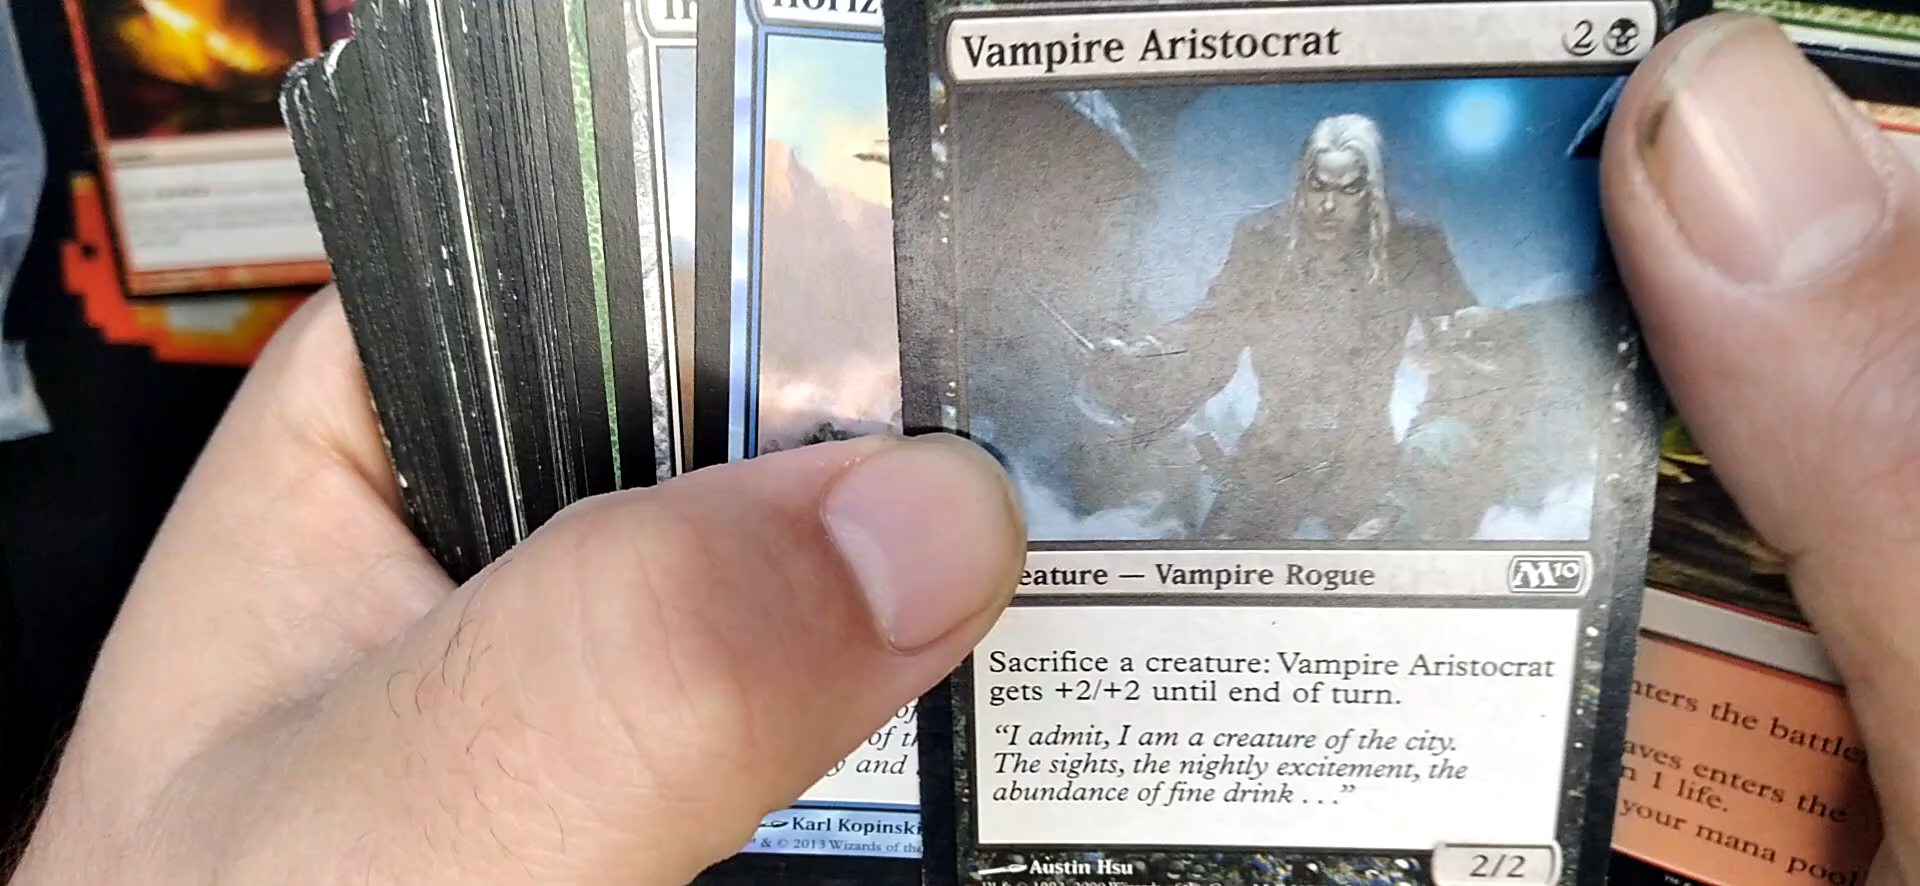 Vampire Aristocrat 2
eature — Vampire Rogue M10
Sacrifice a creature: Vampire Aristocrat
gets +2/+2 until end of turn.
“I admit, I am a creature of the city.
The sights, the nightly excitement, the
abundance of fine drink . . .”
Austin Hsu
2/2
of
of th
and
Karl Kopinski
& © 2013 Wizards of the
nters the battle
aves enters the
n 1 life.
your mana pool